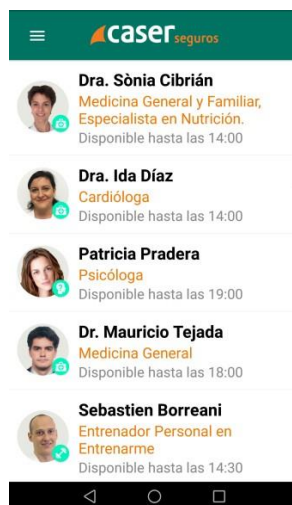 caser seguros
Dra. Sònia Cibrián
Medicina General y Familiar,
Especialista en Nutrición.
Disponible hasta las 14:00
Dra. Ida Díaz
Cardióloga
Disponible hasta las 14:00
Patricia Pradera
Psicóloga
Disponible hasta las 19:00
Dr. Mauricio Tejada
Medicina General
Disponible hasta las 18:00
Sebastien Borreani
Entrenador Personal en
Entrenarme
Disponible hasta las 14:30